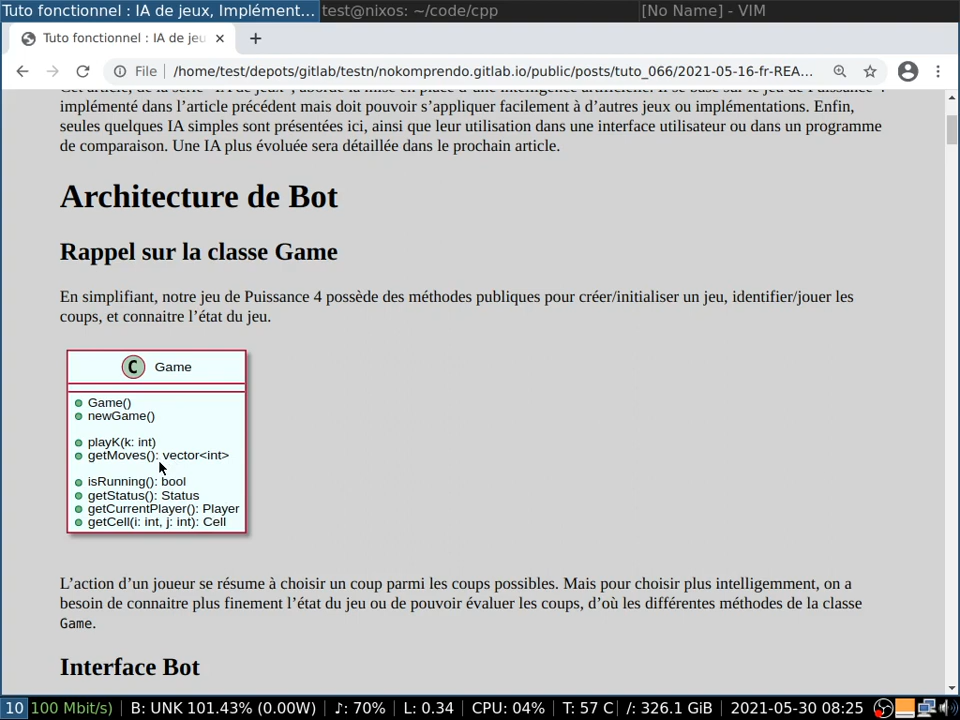 Tuto fonctionnel : IA de jeux, Implément... test@nixos: ~/code/cpp [No Name] - VIM
Tuto fonctionnel : IA de jeu
File /home/test/depots/gitlab/testn/nokomprendo.gitlab.io/public/posts/tuto_066/2021-05-16-fr-REA...
implémenté dans l’article précédent mais doit pouvoir s’appliquer facilement à d’autres jeux ou implémentations. Enfin,
seules quelques IA simples sont présentées ici, ainsi que leur utilisation dans une interface utilisateur ou dans un programme
de comparaison. Une IA plus évoluée sera détaillée dans le prochain article.
Architecture de Bot
Rappel sur la classe Game
En simplifiant, notre jeu de Puissance 4 possède des méthodes publiques pour créer/initialiser un jeu, identifier/jouer les
coups, et connaitre l’état du jeu.
C Game
Game()
newGame()
playK(k: int)
getMoves(): vector<int>
isRunning(): bool
getStatus(): Status
getCurrentPlayer(): Player
getCell(i: int, j: int): Cell
L’action d’un joueur se résume à choisir un coup parmi les coups possibles. Mais pour choisir plus intelligemment, on a
besoin de connaitre plus finement l’état du jeu ou de pouvoir évaluer les coups, d’où les différentes méthodes de la classe
Game.
Interface Bot
10 100 Mbit/s) B: UNK 101.43% (0.00W) ♪: 70% L: 0.34 CPU: 04% T: 57 C /: 326.1 GiB 2021-05-30 08:25